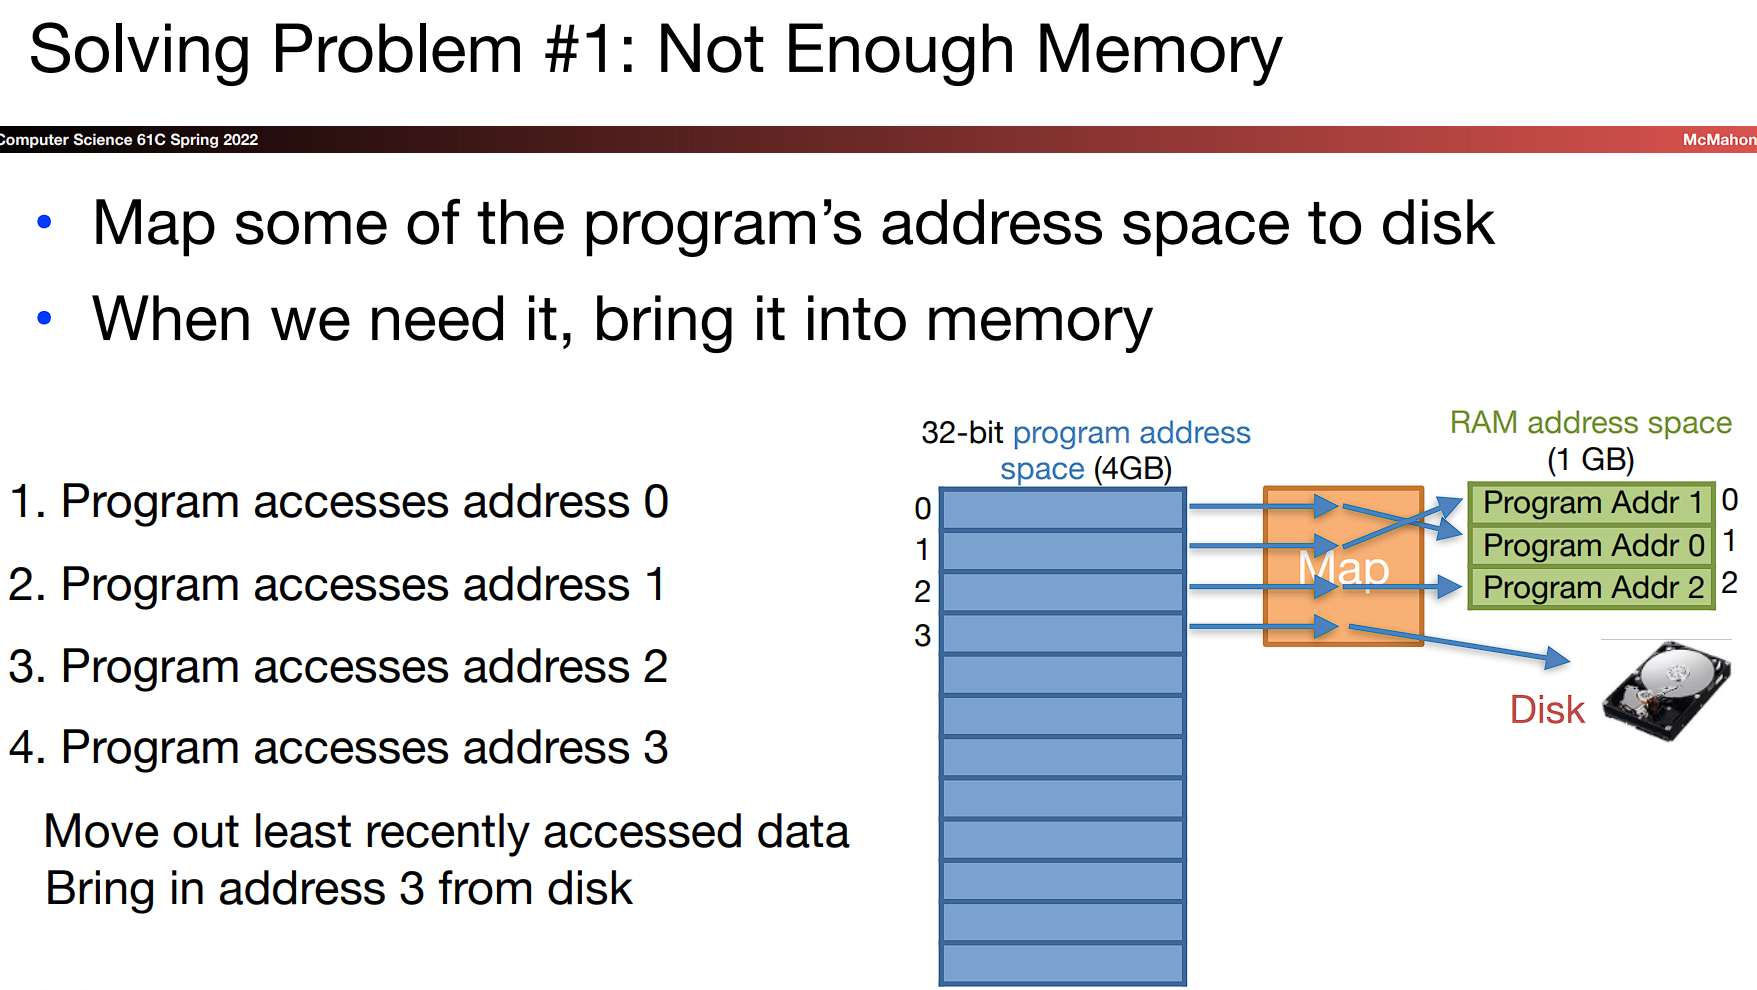 Solving Problem #1: Not Enough Memory
Computer Science 61C Spring 2022
McMahon
• Map some of the program’s address space to disk
• When we need it, bring it into memory
1. Program accesses address 0
2. Program accesses address 1
3. Program accesses address 2
4. Program accesses address 3
Move out least recently accessed data
Bring in address 3 from disk
32-bit program address
space (4GB)
0
1
2
3
Map
RAM address space
(1 GB)
Program Addr 1 0
Program Addr 0 1
Program Addr 2 2
Disk